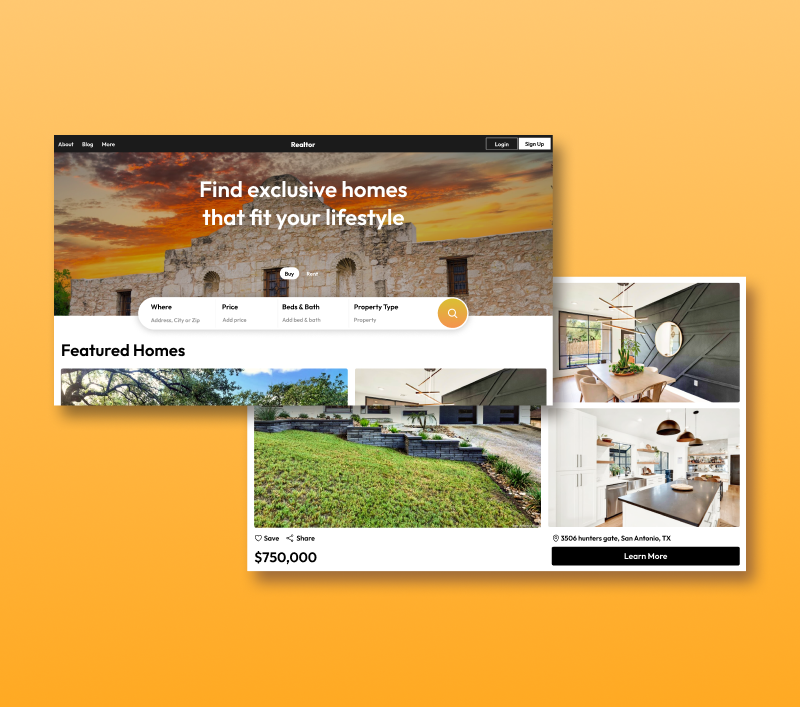 About Blog More
Realtor
Login Sign Up
Find exclusive homes
that fit your lifestyle
Buy Rent
Where Price Beds & Bath Property Type
Address, City or Zip Add price Add bed & bath Property
Featured Homes
Save Share
$750,000
3506 hunters gate, San Antonio, TX
Learn More